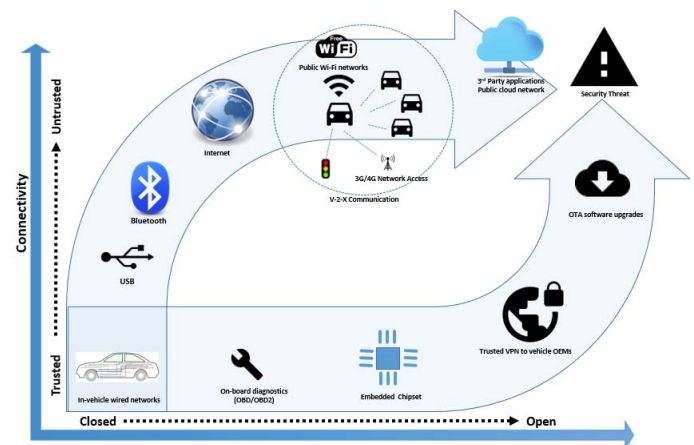 Free
Wi Fi
Public Wi-Fi networks
3rd Party applications
Public cloud network
Security Threat
Internet
3G/4G Network Access
V-2-X Communication
Bluetooth
OTA software upgrades
USB
Trusted VPN to vehicle OEMs
In-vehicle wired networks
On-board diagnostics
(OBD/OBD2)
Embedded Chipset
Connectivity
Untrusted
Trusted
Closed
Open